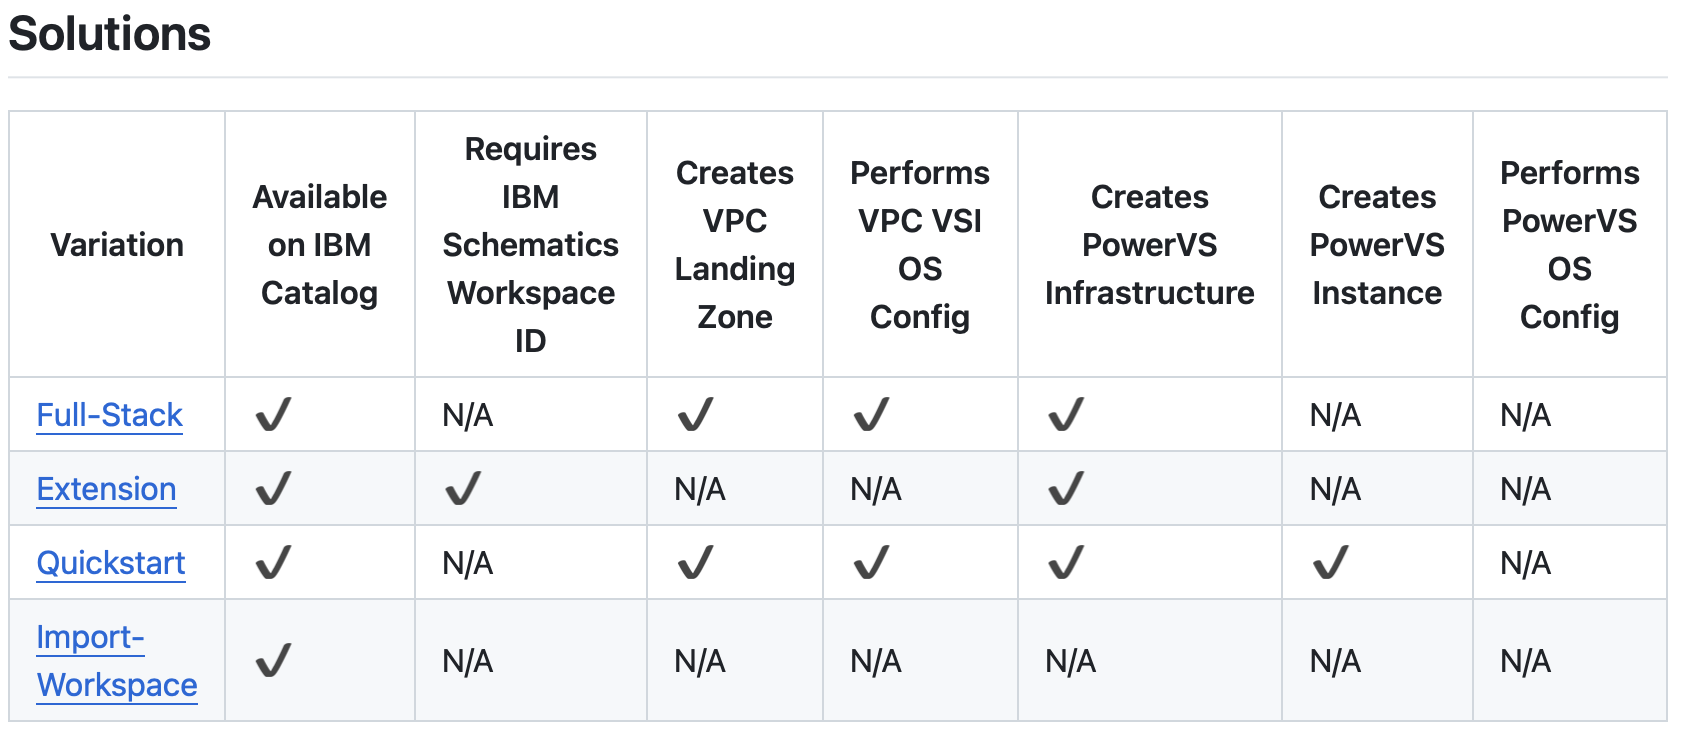 Solutions
Variation
Available
on IBM
Catalog
Requires
IBM
Schematics
Workspace
ID
Creates
VPC
Landing
Zone
Performs
VPC VSI
OS
Config
Creates
PowerVS
Infrastructure
Creates
PowerVS
Instance
Performs
PowerVS
OS
Config
Full-Stack ✔ N/A ✔ ✔ ✔ N/A N/A
Extension ✔ ✔ N/A N/A ✔ N/A N/A
Quickstart ✔ N/A ✔ ✔ ✔ ✔ N/A
Import-
Workspace ✔ N/A N/A N/A N/A N/A N/A